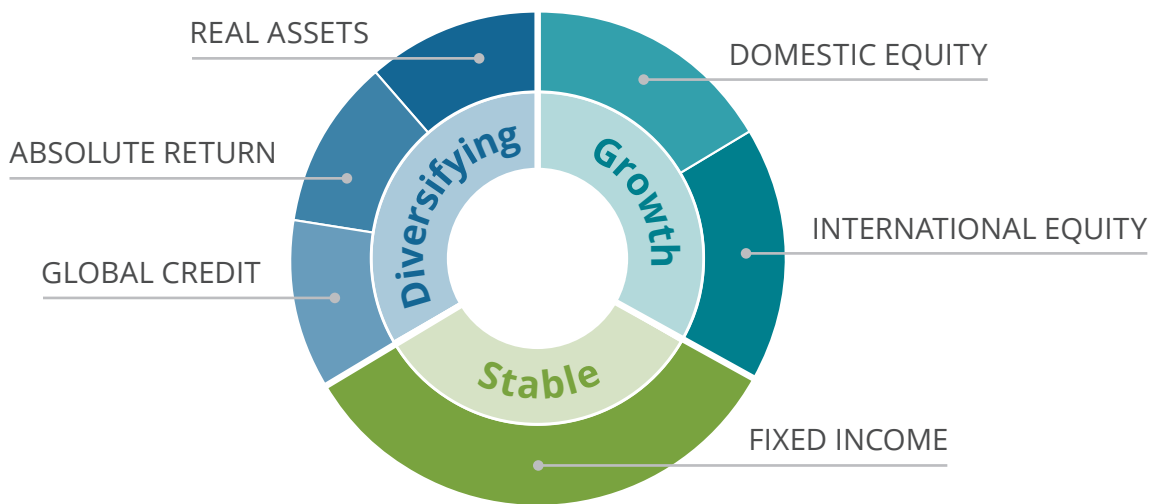 REAL ASSETS
DOMESTIC EQUITY
ABSOLUTE RETURN
Diversifying
Growth
INTERNATIONAL EQUITY
GLOBAL CREDIT
Stable
FIXED INCOME